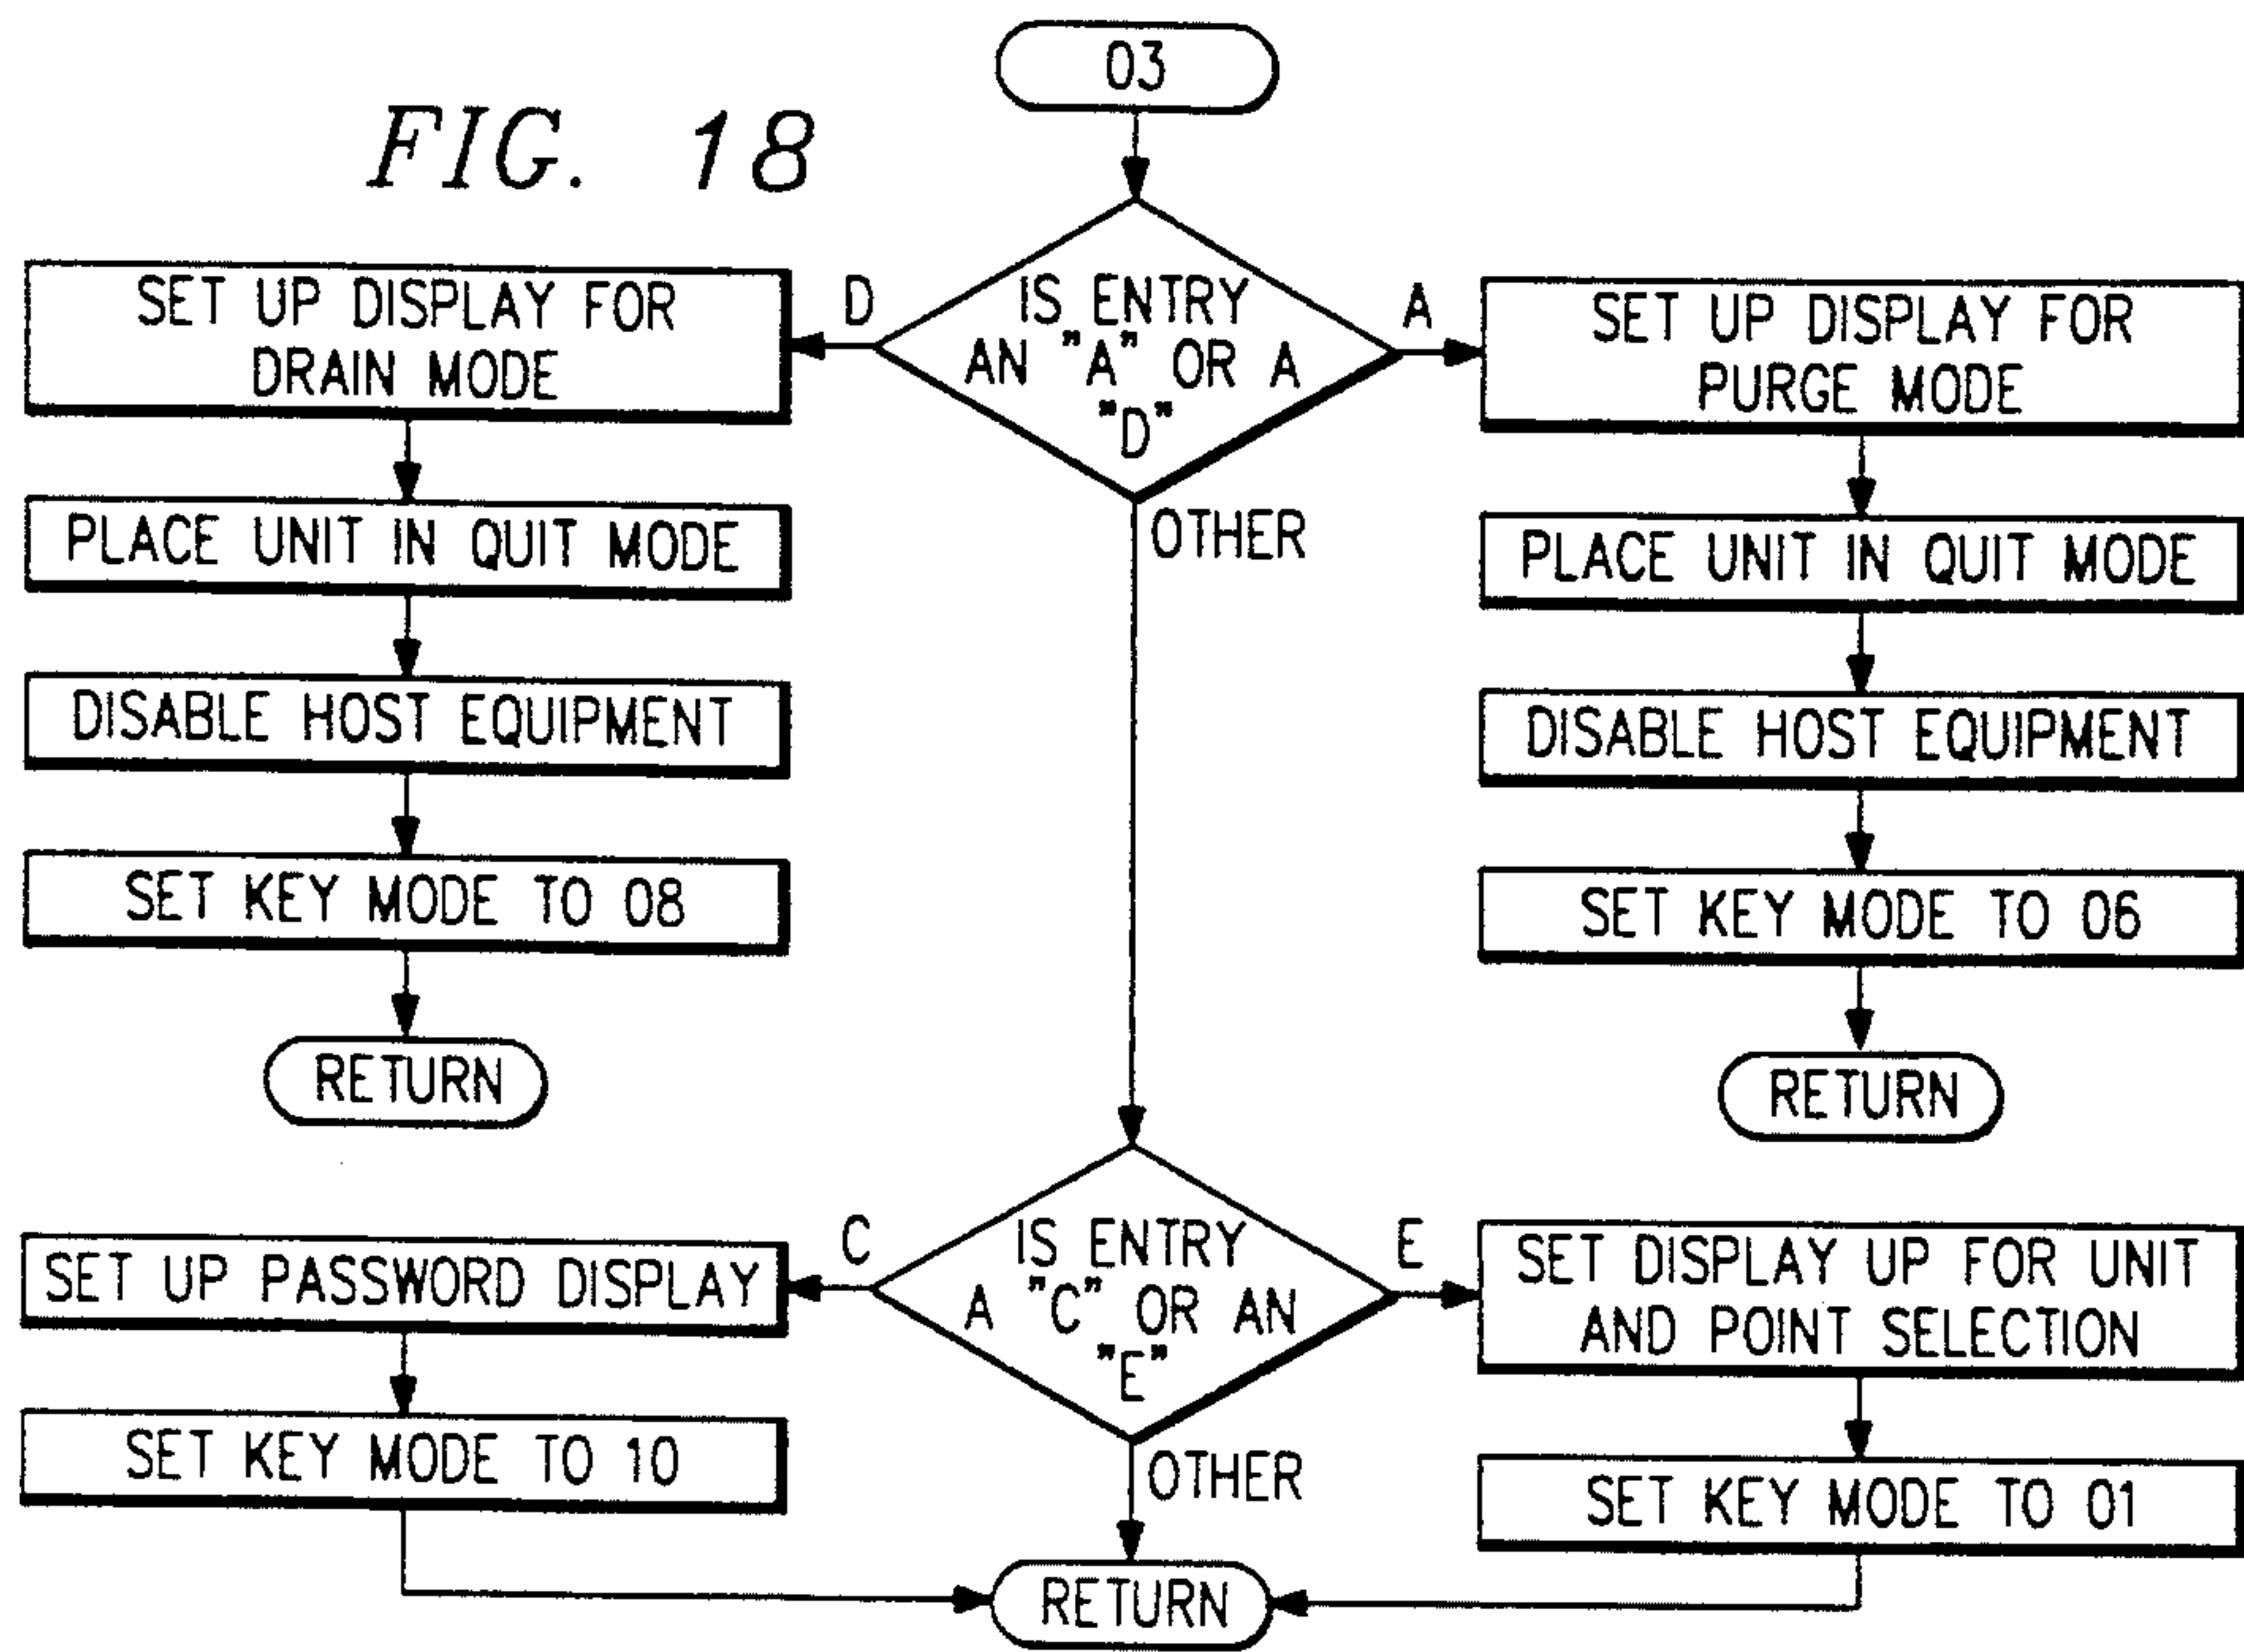 03
FIG. 18
IS ENTRY
AN "A" OR A
"D"
D
A
OTHER
SET UP DISPLAY FOR
DRAIN MODE
PLACE UNIT IN QUIT MODE
DISABLE HOST EQUIPMENT
SET KEY MODE TO 08
RETURN
SET UP DISPLAY FOR
PURGE MODE
PLACE UNIT IN QUIT MODE
DISABLE HOST EQUIPMENT
SET KEY MODE TO 06
RETURN
IS ENTRY
A "C" OR AN
"E"
C
E
OTHER
SET UP PASSWORD DISPLAY
SET KEY MODE TO 10
SET DISPLAY UP FOR UNIT
AND POINT SELECTION
SET KEY MODE TO 01
RETURN